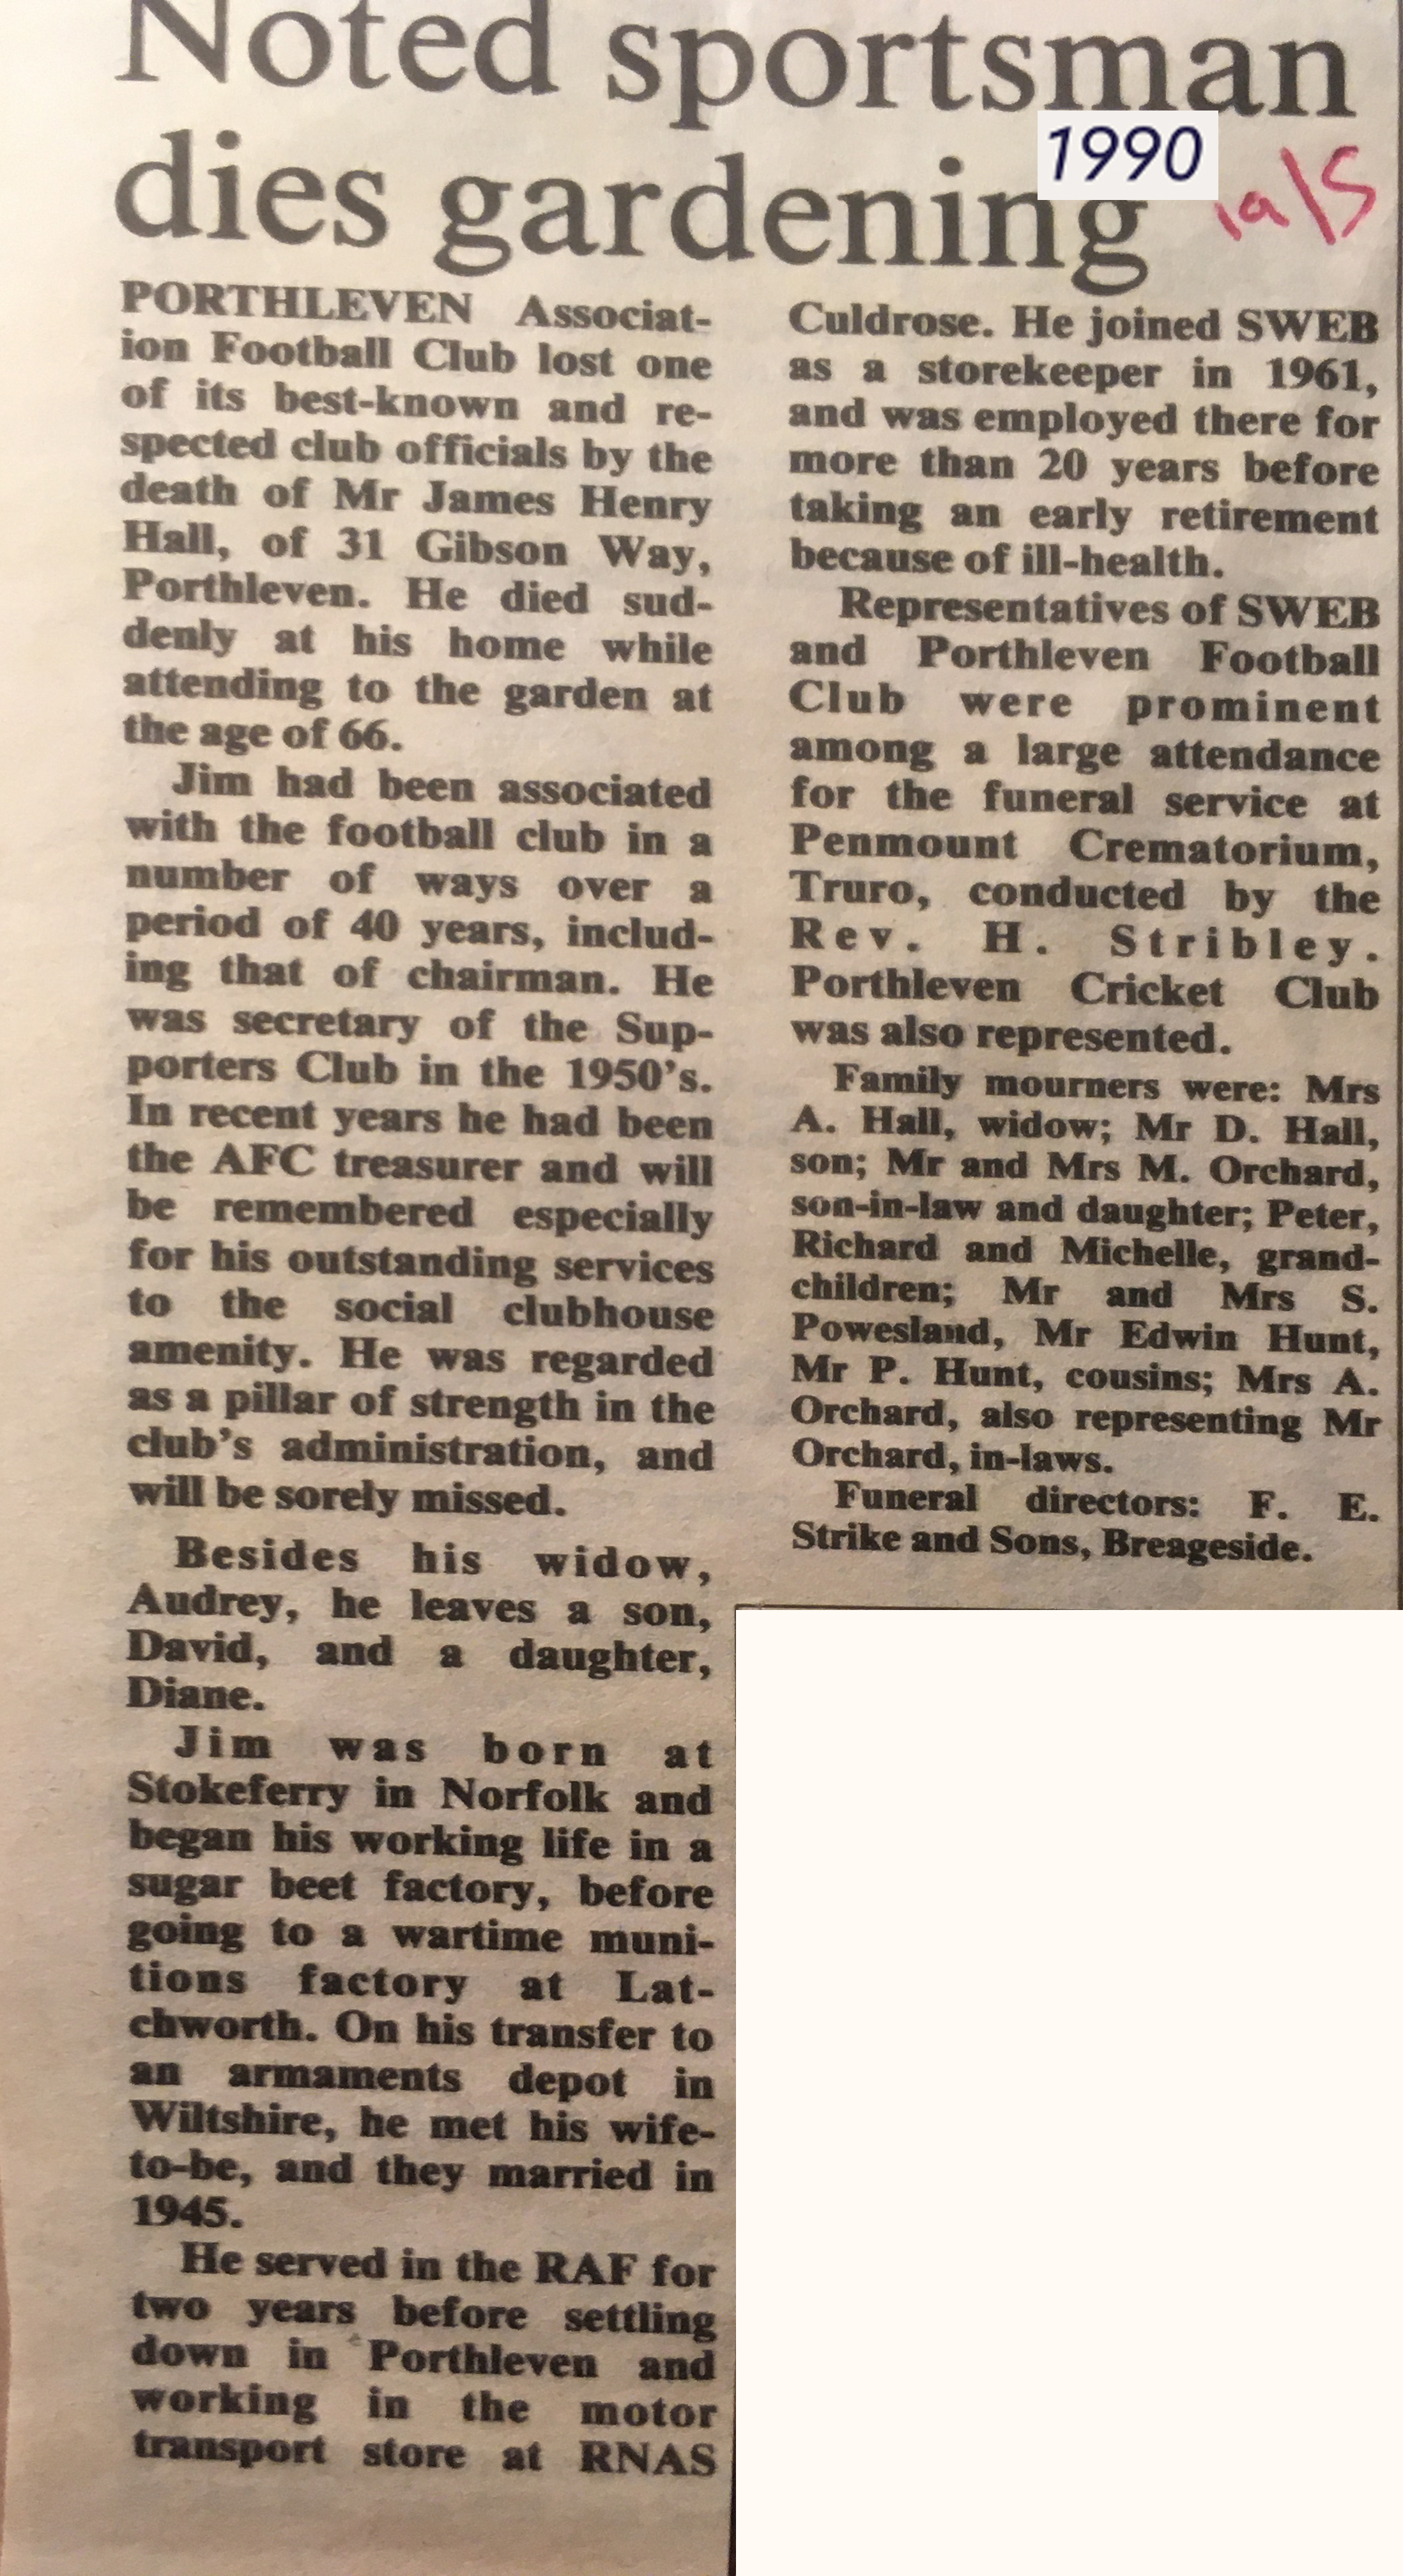 Noted sportsman
dies gardening
1990
PORTHLEVEN Associat-
ion Football Club lost one
of its best-known and re-
spected club officials by the
death of Mr James Henry
Hall, of 31 Gibson Way,
Porthleven. He died sud-
denly at his home while
attending to the garden at
the age of 66.
Jim had been associated
with the football club in a
number of ways over a
period of 40 years, includ-
ing that of chairman. He
was secretary of the Sup-
porters Club in the 1950's.
In recent years he had been
the AFC treasurer and will
be remembered especially
for his outstanding services
to the social clubhouse
amenity. He was regarded
as a pillar of strength in the
club's administration, and
will be sorely missed.
Besides his widow,
Audrey, he leaves a son,
David, and a daughter,
Diane.
Jim was born at
Stokeferry in Norfolk and
began his working life in a
sugar beet factory, before
going to a wartime muni-
tions factory at Lat-
chworth. On his transfer to
an armaments depot in
Wiltshire, he met his wife-
to-be, and they married in
1945.
He served in the RAF for
two years before settling
down in Porthleven and
working in the motor
transport store at RNAS
Culdrose. He joined SWEB
as a storekeeper in 1961,
and was employed there for
more than 20 years before
taking an early retirement
because of ill-health.
Representatives of SWEB
and Porthleven Football
Club were prominent
among a large attendance
for the funeral service at
Penmount Crematorium,
Truro, conducted by the
Rev. H. Stribley.
Porthleven Cricket Club
was also represented.
Family mourners were: Mrs
A. Hall, widow; Mr D. Hall,
son; Mr and Mrs M. Orchard,
son-in-law and daughter; Peter,
Richard and Michelle, grand-
children; Mr and Mrs S.
Powesland, Mr Edwin Hunt,
Mr P. Hunt, cousins; Mrs A.
Orchard, also representing Mr
Orchard, in-laws.
Funeral directors: F. E.
Strike and Sons, Breageside.